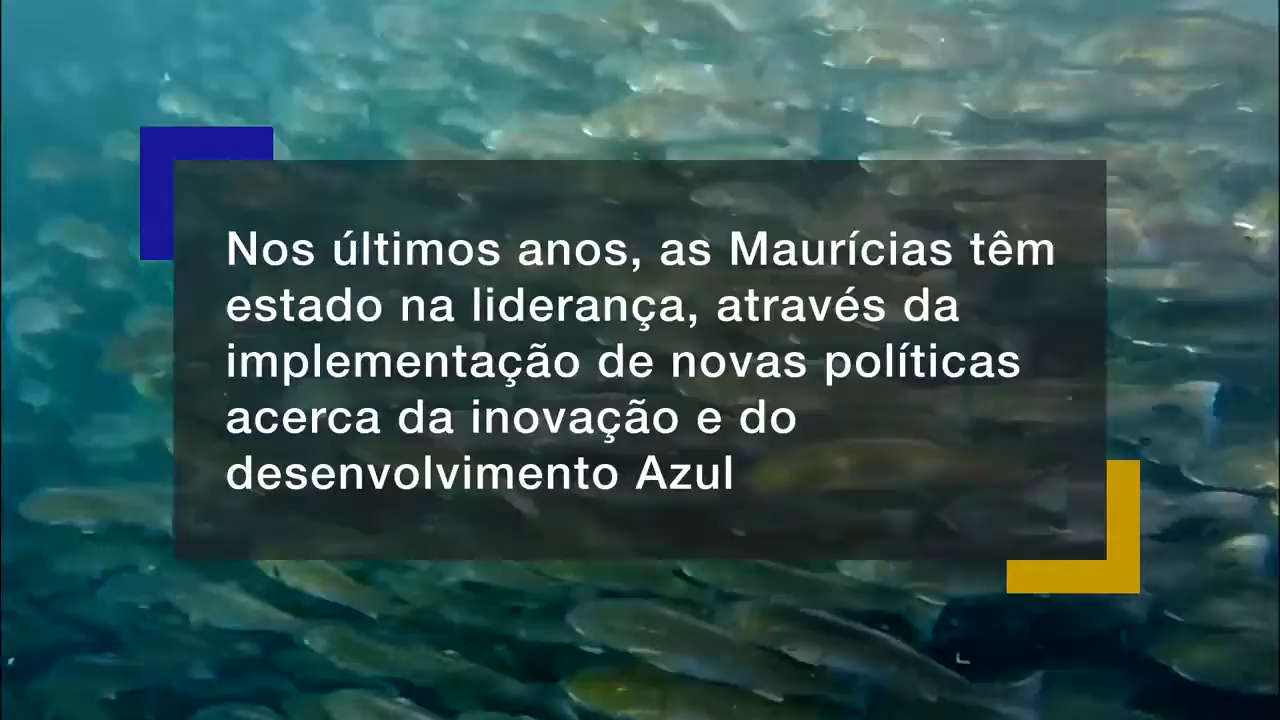 Nos últimos anos, as Maurícias têm
estado na liderança, através da
implementação de novas políticas
acerca da inovação e do
desenvolvimento Azul